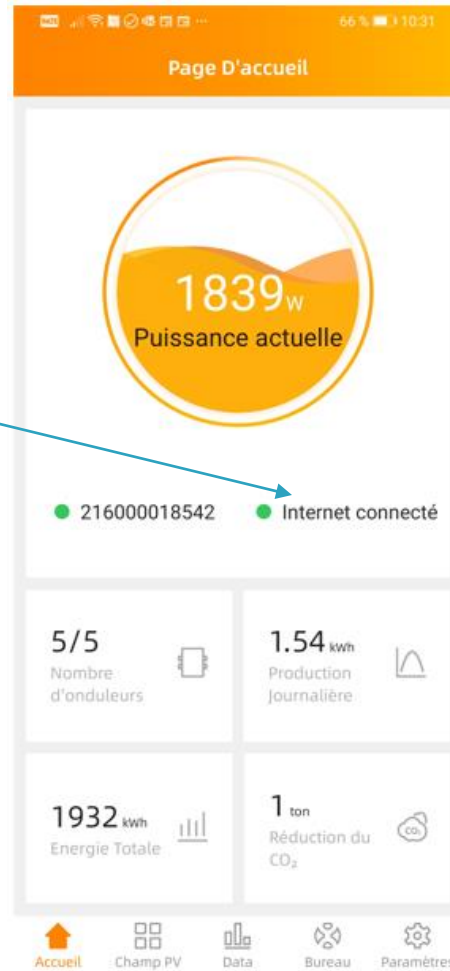 66 % 10:31
Page D'accueil
1839w
Puissance actuelle
216000018542
Internet connecté
5/5
Nombre
d'onduleurs
1.54 kWh
Production
Journalière
1932 kWh
Energie Totale
1 ton
Réduction du
CO₂
Accueil
Champ PV
Data
Bureau
Paramètres